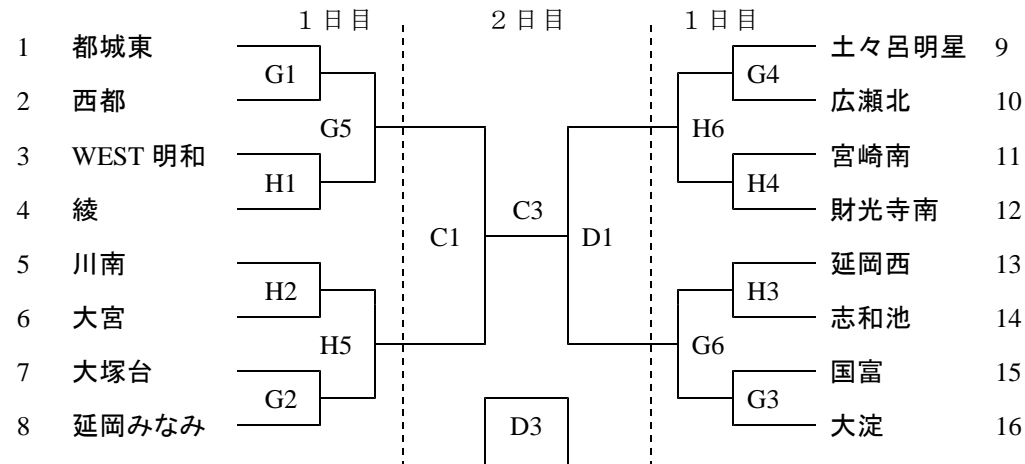 1日目 2日目 1日目
1 都城東 土々呂明星 9
G1 G4
2 西都 広瀬北 10
G5 H6
3 WEST 明和 宮崎南 11
H1 H4
4 綾 C3 財光寺南 12
C1 D1
5 川南 延岡西 13
H2 H3
6 大宮 志和池 14
H5 G6
7 大塚台 国富 15
G2 G3
8 延岡みなみ D3 大淀 16